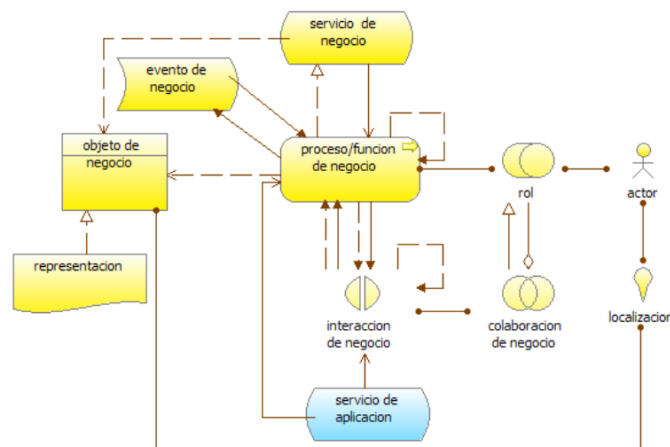 servicio de
negocio
evento de
negocio
objeto de
negocio
proceso/funcion
de negocio
rol
actor
representacion
interaccion
de negocio
colaboracion
de negocio
localizacion
servicio de
aplicacion